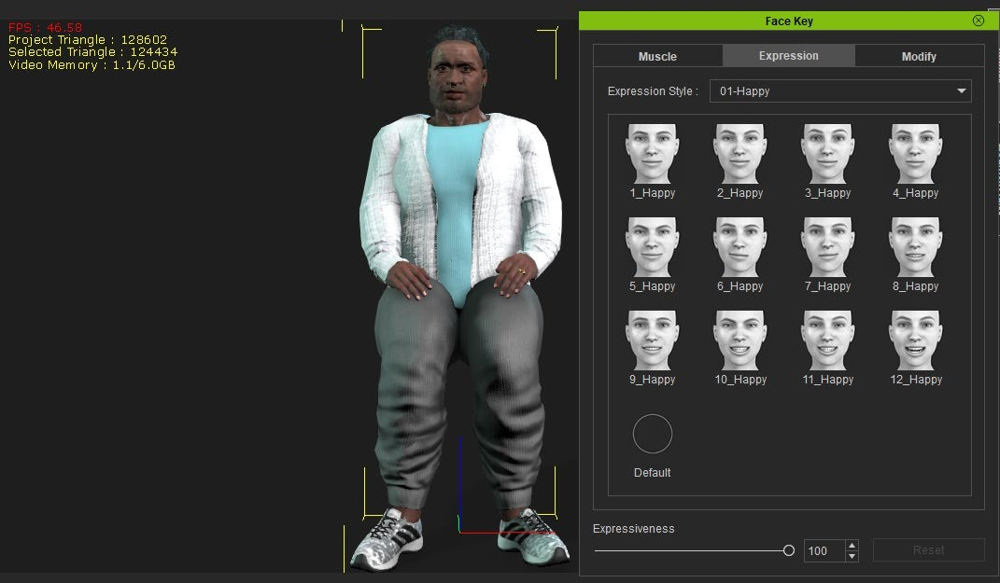 FPS : 46.58
Project Triangle : 128602
Selected Triangle : 124434
Video Memory : 1.1/6.0GB
Face Key
Muscle Expression Modify
Expression Style : 01-Happy
1_Happy 2_Happy 3_Happy 4_Happy
5_Happy 6_Happy 7_Happy 8_Happy
9_Happy 10_Happy 11_Happy 12_Happy
Default
Expressiveness
100 Reset